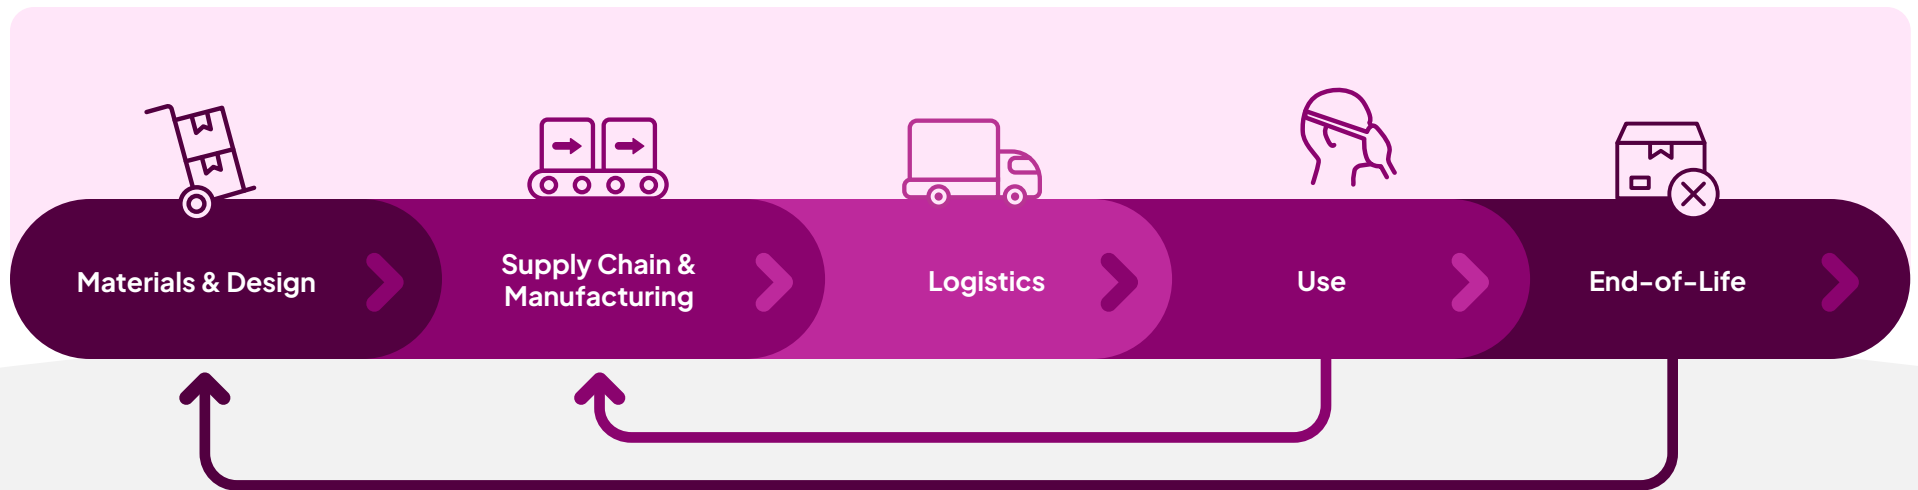 Materials & Design
Supply Chain &
Manufacturing
Logistics
Use
End-of-Life